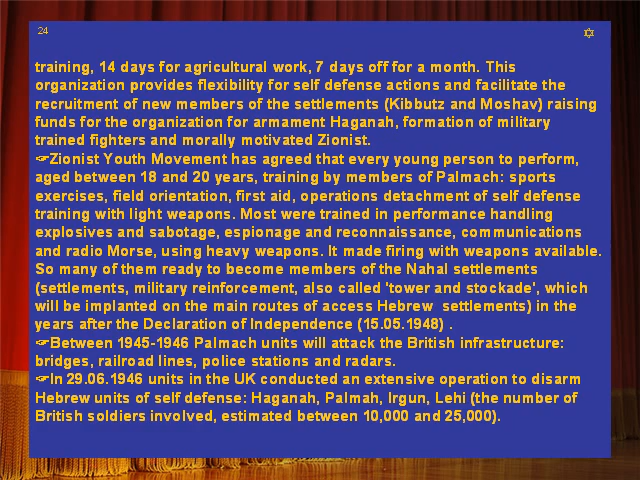 24
✡
training, 14 days for agricultural work, 7 days off for a month. This
organization provides flexibility for self defense actions and facilitate the
recruitment of new members of the settlements (Kibbutz and Moshav) raising
funds for the organization for armament Haganah, formation of military
trained fighters and morally motivated Zionist.
☞Zionist Youth Movement has agreed that every young person to perform,
aged between 18 and 20 years, training by members of Palmach: sports
exercises, field orientation, first aid, operations detachment of self defense
training with light weapons. Most were trained in performance handling
explosives and sabotage, espionage and reconnaissance, communications
and radio Morse, using heavy weapons. It made firing with weapons available.
So many of them ready to become members of the Nahal settlements
(settlements, military reinforcement, also called 'tower and stockade', which
will be implanted on the main routes of access Hebrew  settlements) in the
years after the Declaration of Independence (15.05.1948) .
☞Between 1945-1946 Palmach units will attack the British infrastructure:
bridges, railroad lines, police stations and radars.
☞In 29.06.1946 units in the UK conducted an extensive operation to disarm
Hebrew units of self defense: Haganah, Palmah, Irgun, Lehi (the number of
British soldiers involved, estimated between 10,000 and 25,000).